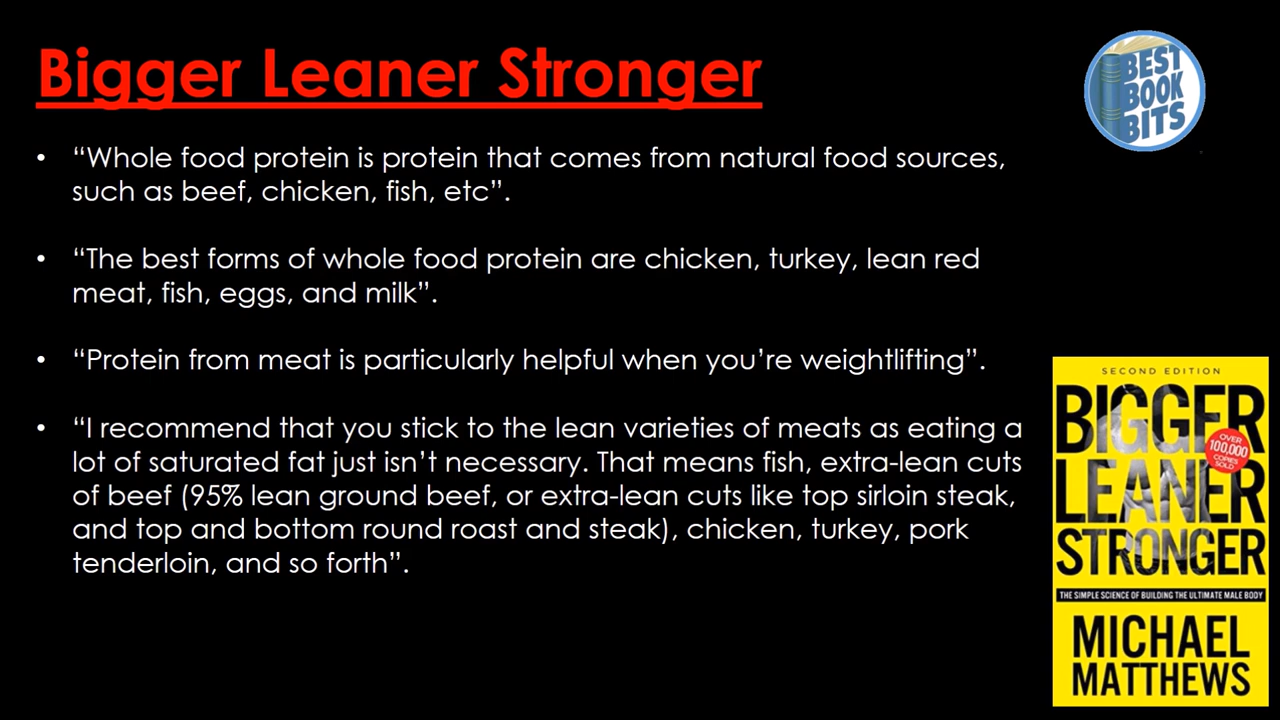 Bigger Leaner Stronger
BEST
BOOK
BITS
• “Whole food protein is protein that comes from natural food sources,
such as beef, chicken, fish, etc”.
• “The best forms of whole food protein are chicken, turkey, lean red
meat, fish, eggs, and milk”.
• “Protein from meat is particularly helpful when you’re weightlifting”.
• “I recommend that you stick to the lean varieties of meats as eating a
lot of saturated fat just isn’t necessary. That means fish, extra-lean cuts
of beef (95% lean ground beef, or extra-lean cuts like top sirloin steak,
and top and bottom round roast and steak), chicken, turkey, pork
tenderloin, and so forth”.
SECOND EDITION
BIGGER
OVER
100,000
COPIES
SOLD
LEANER
STRONGER
THE SIMPLE SCIENCE OF BUILDING THE ULTIMATE MALE BODY
MICHAEL
MATTHEWS